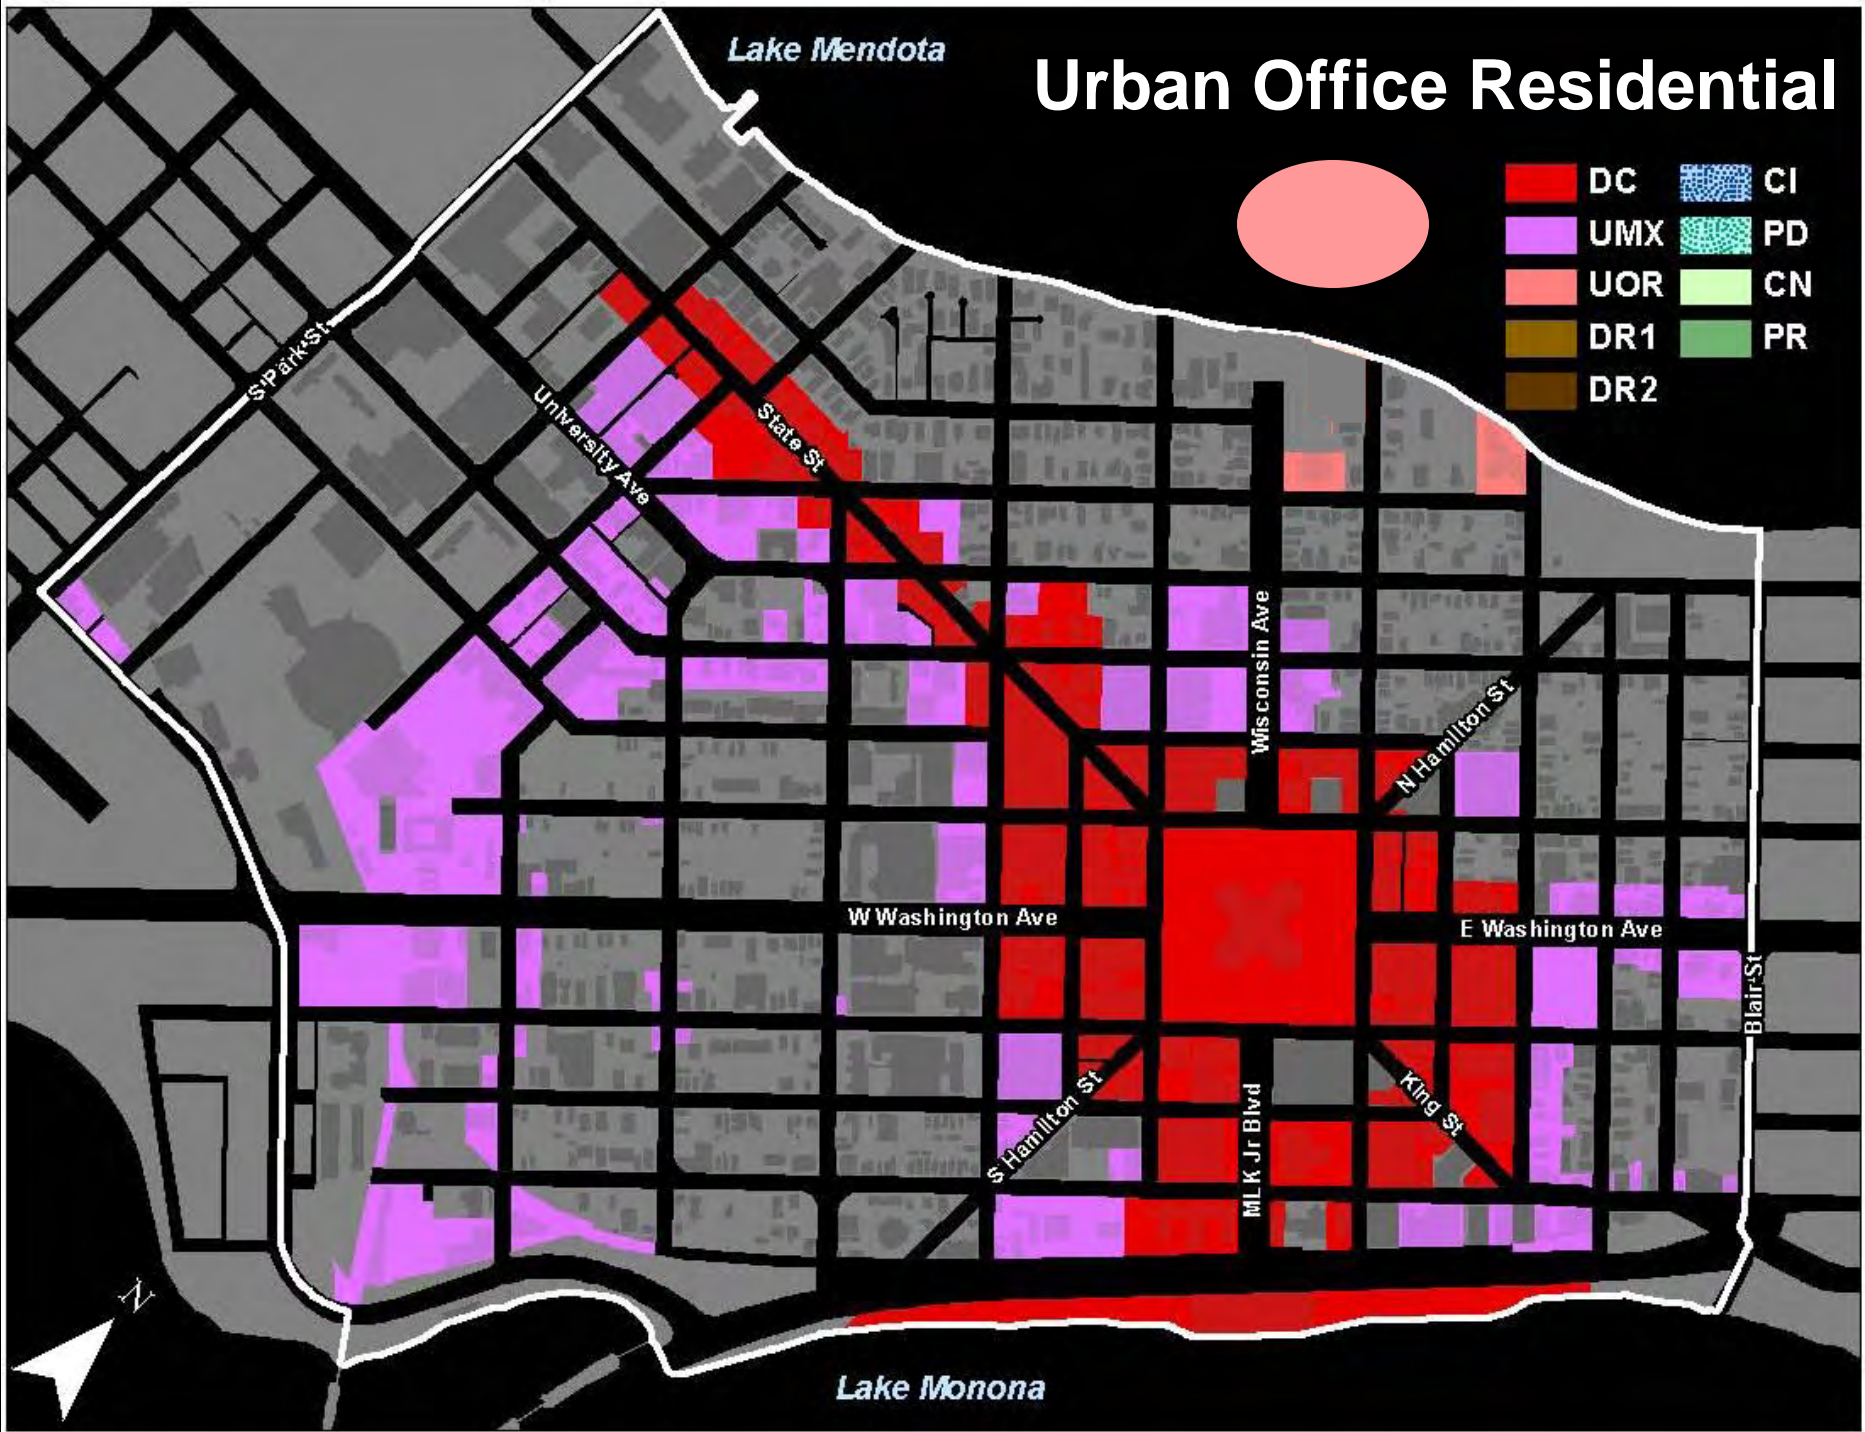 Lake Mendota
Urban Office Residential
DC
CI
UMX
PD
UOR
CN
DR1
PR
DR2
S Park St
University Ave
State St
Wisconsin Ave
N Hamilton St
W Washington Ave
E Washington Ave
Blair St
S Hamilton St
MLK Jr Blvd
King St
N
Lake Monona